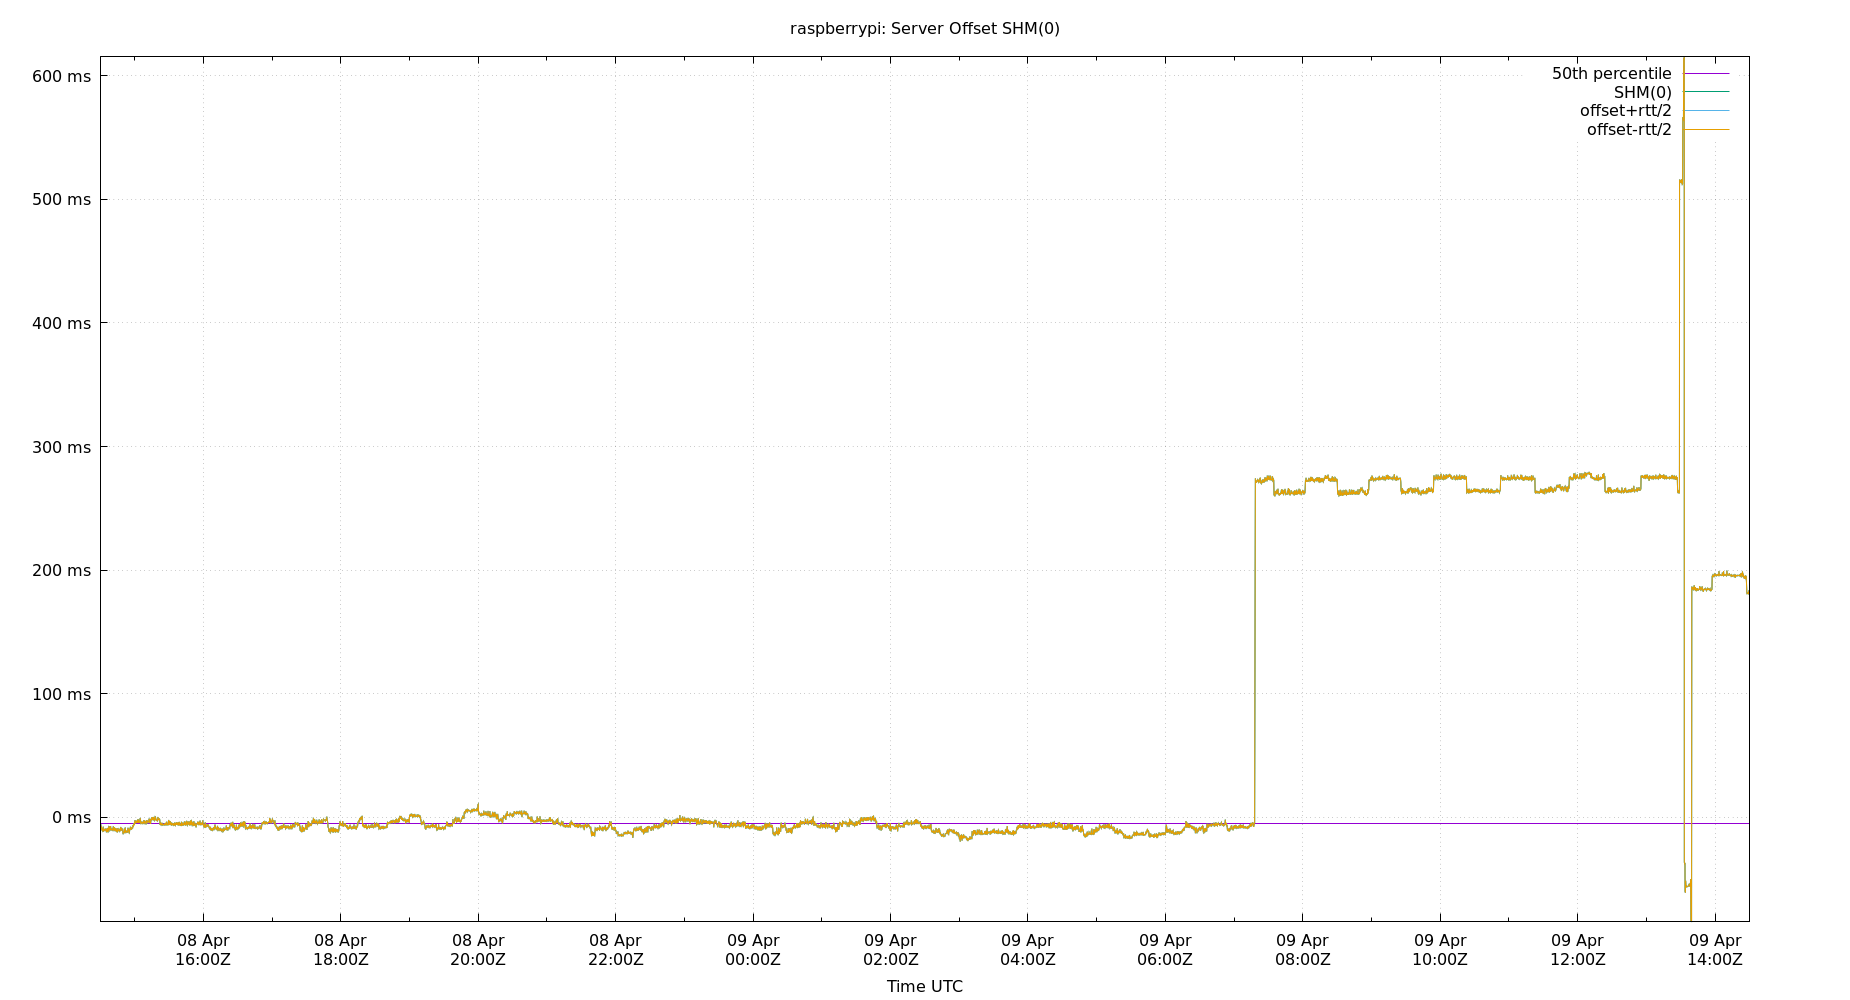 raspberrypi: Server Offset SHM(0)
600 ms
500 ms
400 ms
300 ms
200 ms
100 ms
0 ms
50th percentile
SHM(0)
offset+rtt/2
offset-rtt/2
08 Apr 08 Apr 08 Apr 08 Apr 09 Apr 09 Apr 09 Apr 09 Apr 09 Apr 09 Apr 09 Apr 09 Apr
16:00Z 18:00Z 20:00Z 22:00Z 00:00Z 02:00Z 04:00Z 06:00Z 08:00Z 10:00Z 12:00Z 14:00Z
Time UTC